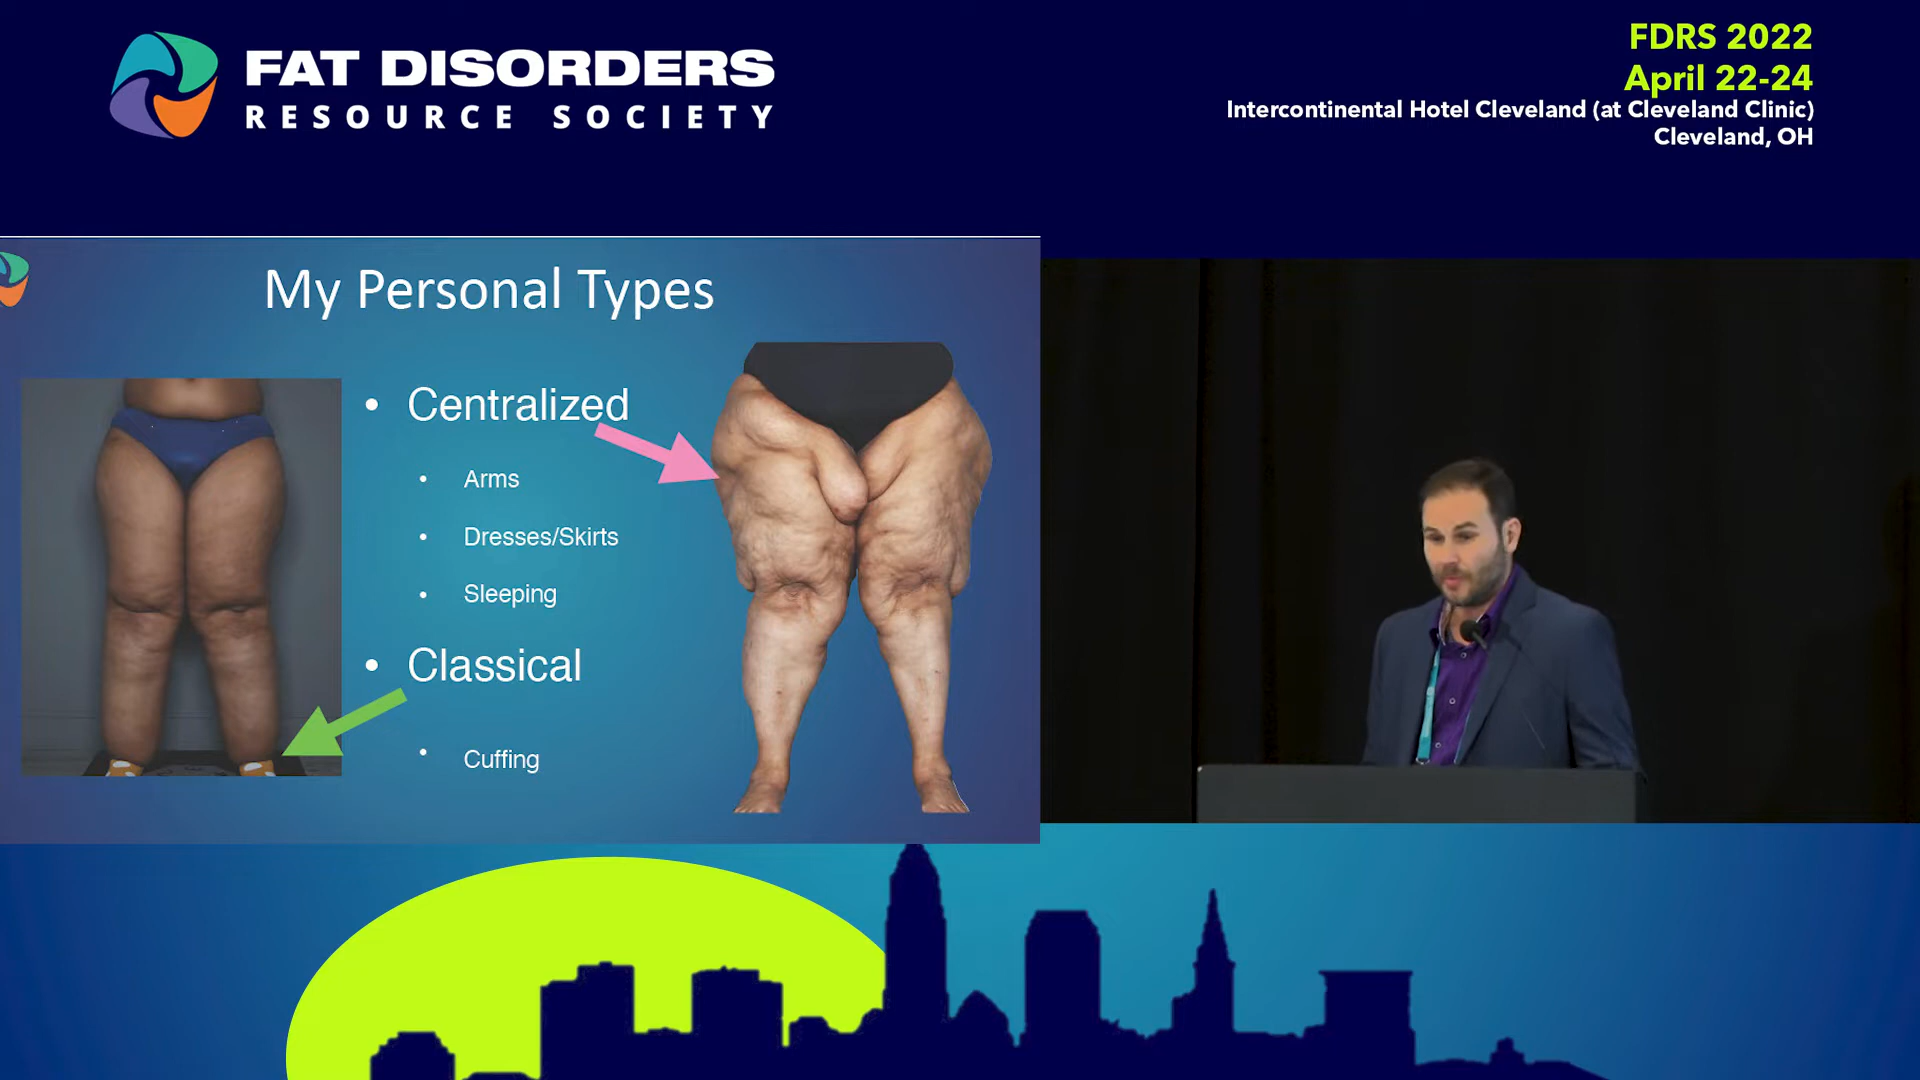 FAT DISORDERS
RESOURCE SOCIETY
FDRS 2022
April 22-24
Intercontinental Hotel Cleveland (at Cleveland Clinic)
Cleveland, OH
My Personal Types
• Centralized
• Arms
• Dresses/Skirts
• Sleeping
• Classical
• Cuffing